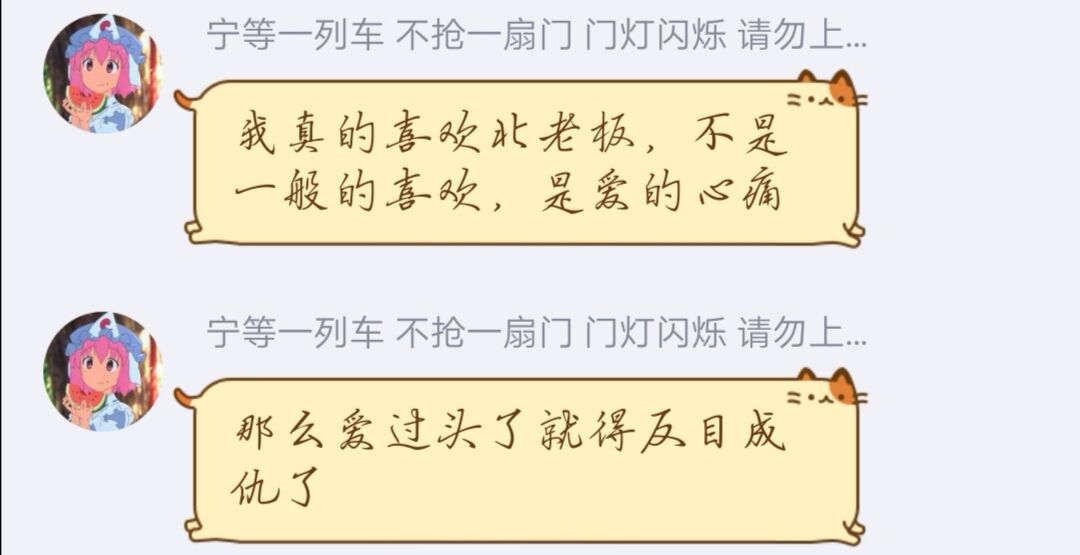 宁等一列车 不抢一扇门 门灯闪烁 请勿上...
我真的喜欢北老板，不是
一般的喜欢，是爱的心痛
宁等一列车 不抢一扇门 门灯闪烁 请勿上...
那么爱过头了就得反目成
仇了